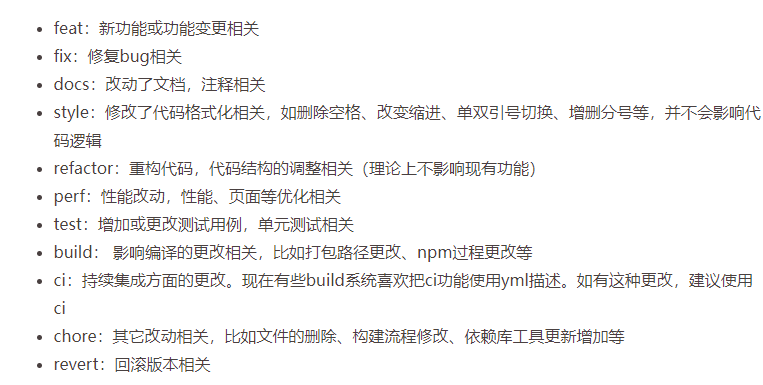 • feat：新功能或功能变更相关
• fix：修复bug相关
• docs：改动了文档，注释相关
• style：修改了代码格式化相关，如删除空格、改变缩进、单双引号切换、增删分号等，并不会影响代
码逻辑
• refactor：重构代码，代码结构的调整相关（理论上不影响现有功能）
• perf：性能改动，性能、页面等优化相关
• test：增加或更改测试用例，单元测试相关
• build： 影响编译的更改相关，比如打包路径更改、npm过程更改等
• ci：持续集成方面的更改。现在有些build系统喜欢把ci功能使用yml描述。如有这种更改，建议使用
ci
• chore：其它改动相关，比如文件的删除、构建流程修改、依赖库工具更新增加等
• revert：回滚版本相关